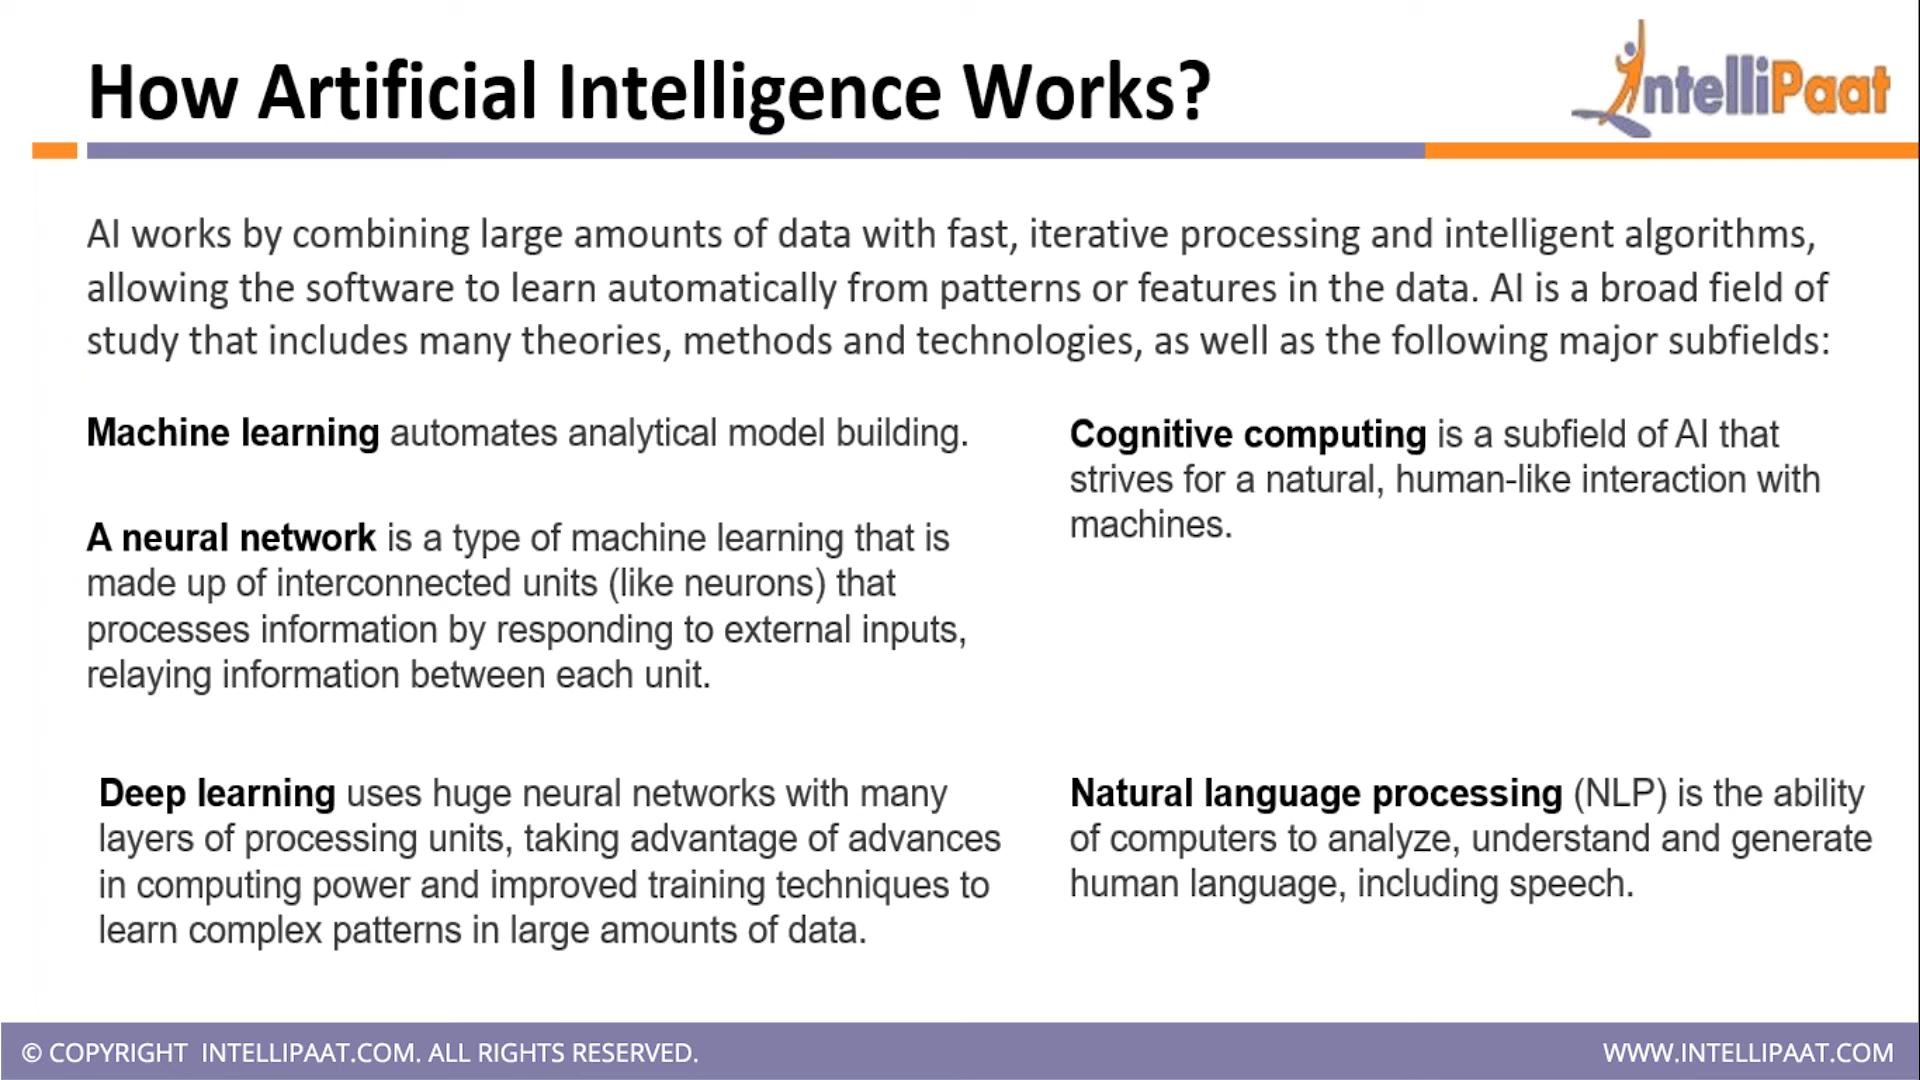 How Artificial Intelligence Works?
IntelliPaat
AI works by combining large amounts of data with fast, iterative processing and intelligent algorithms,
allowing the software to learn automatically from patterns or features in the data. AI is a broad field of
study that includes many theories, methods and technologies, as well as the following major subfields:
Machine learning automates analytical model building.
A neural network is a type of machine learning that is
made up of interconnected units (like neurons) that
processes information by responding to external inputs,
relaying information between each unit.
Deep learning uses huge neural networks with many
layers of processing units, taking advantage of advances
in computing power and improved training techniques to
learn complex patterns in large amounts of data.
Cognitive computing is a subfield of AI that
strives for a natural, human-like interaction with
machines.
Natural language processing (NLP) is the ability
of computers to analyze, understand and generate
human language, including speech.
© COPYRIGHT INTELLIPAAT.COM. ALL RIGHTS RESERVED.
WWW.INTELLIPAAT.COM